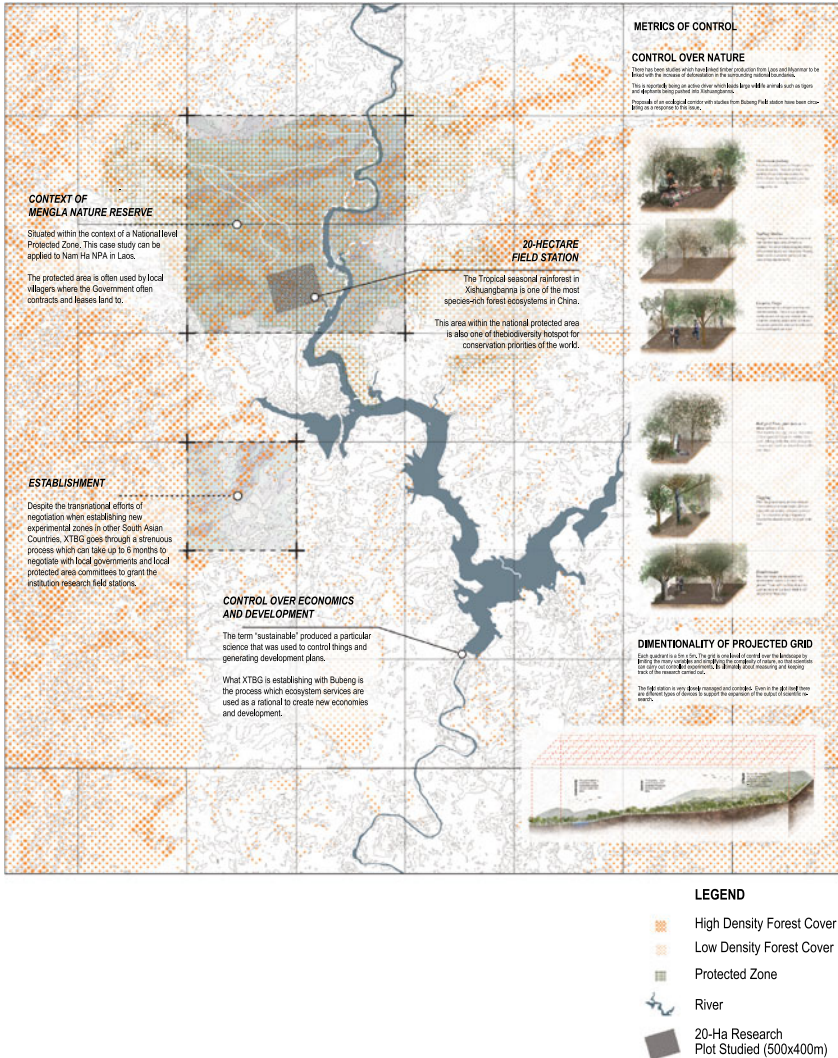 METRICS OF CONTROL
CONTROL OVER NATURE
There has been studies which have linked timber production from Laos and Myanmar to be
linked with the increase of deforestation in the surrounding national boundaries.
This is reportedly being an active driver which leads large wildlife animals such as tigers
and elephants being pushed into Xishuangbanna.
Proposals of an ecological corridor with studies from Bubeng Field station have been circu-
lating as a response to this issue.
CONTEXT OF
MENGLA NATURE RESERVE
Situated within the context of a National level
Protected Zone. This case study can be
applied to Nam Ha NPA in Laos.
The protected area is often used by local
villagers where the Government often
contracts and leases land to.
20-HECTARE
FIELD STATION
The Tropical seasonal rainforest in
Xishuangbanna is one of the most
species-rich forest ecosystems in China.
This area within the national protected area
is also one of thebiodiversity hotspot for
conservation priorities of the world.
ESTABLISHMENT
Despite the transnational efforts of
negotiation when establishing new
experimental zones in other South Asian
Countries, XTBG goes through a strenuous
process which can take up to 6 months to
negotiate with local governments and local
protected area committees to grant the
institution research field stations.
CONTROL OVER ECONOMICS
AND DEVELOPMENT
The term "sustainable" produced a particular
science that was used to control things and
generating development plans.
What XTBG is establishing with Bubeng is
the process which ecosystem services are
used as a rational to create new economies
and development.
DIMENTIONALITY OF PROJECTED GRID
Each quadrant is a 5m x 5m. The grid is one level of control over the landscape by
limiting the many variables and simplifying the complexity of nature, so that scientists
can carry out controlled experiments. Is ultimately about measuring and keeping
track of the research carried out.
The field station is very closely managed and controlled. Even in the plot itself there
are different types of devices to support the expansion of the output of scientific re-
search.
LEGEND
High Density Forest Cover
Low Density Forest Cover
Protected Zone
River
20-Ha Research
Plot Studied (500x400m)